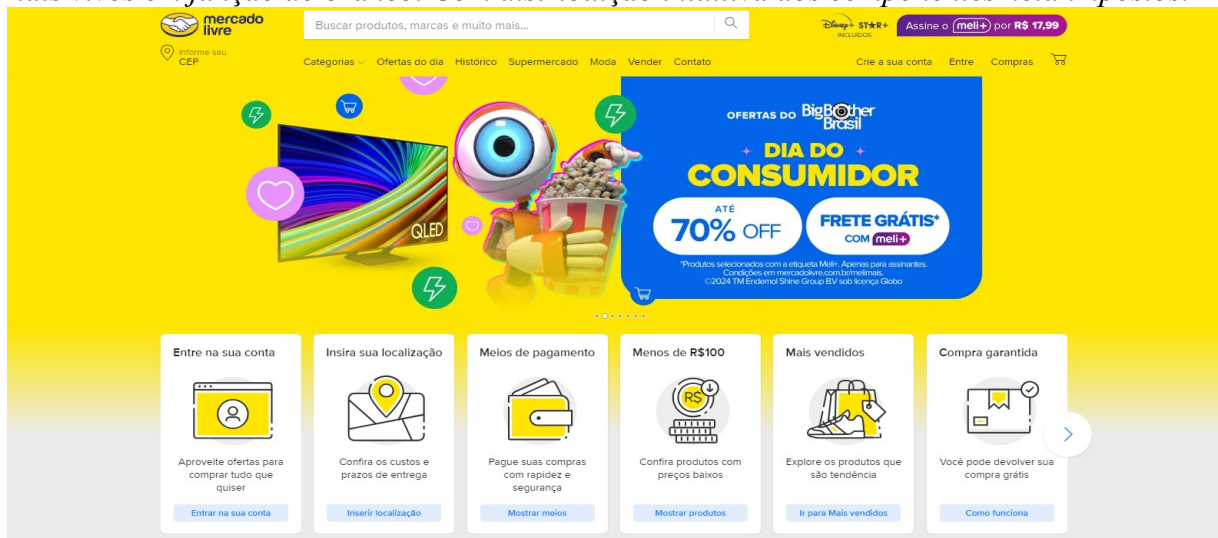 mercado
livre
Buscar produtos, marcas e muito mais...
Disney+ STAR+
INCLUÍDOS
Assine o meli+ por R$ 17,99
Informe seu
CEP
Categorias Ofertas do dia Histórico Supermercado Moda Vender Contato
Crie a sua conta Entre Compras
QLED
OFERTAS DO Big Brother
Brasil
DIA DO
CONSUMIDOR
ATÉ
70% OFF
FRETE GRÁTIS*
COM meli+
*Produtos selecionados com a etiqueta Meli+. Apenas para assinantes.
Condições em mercadolivre.com.br/melimais.
©2024 TM Endemol Shine Group B.V sob licença Globo
Entre na sua conta
Aproveite ofertas para
comprar tudo que
quiser
Entrar na sua conta
Insira sua localização
Confira os custos e
prazos de entrega
Inserir localização
Meios de pagamento
Pague suas compras
com rapidez e
segurança
Mostrar meios
Menos de R$100
R$
Confira produtos com
preços baixos
Mostrar produtos
Mais vendidos
Explore os produtos que
são tendência
Ir para Mais vendidos
Compra garantida
Você pode devolver sua
compra grátis
Como funciona